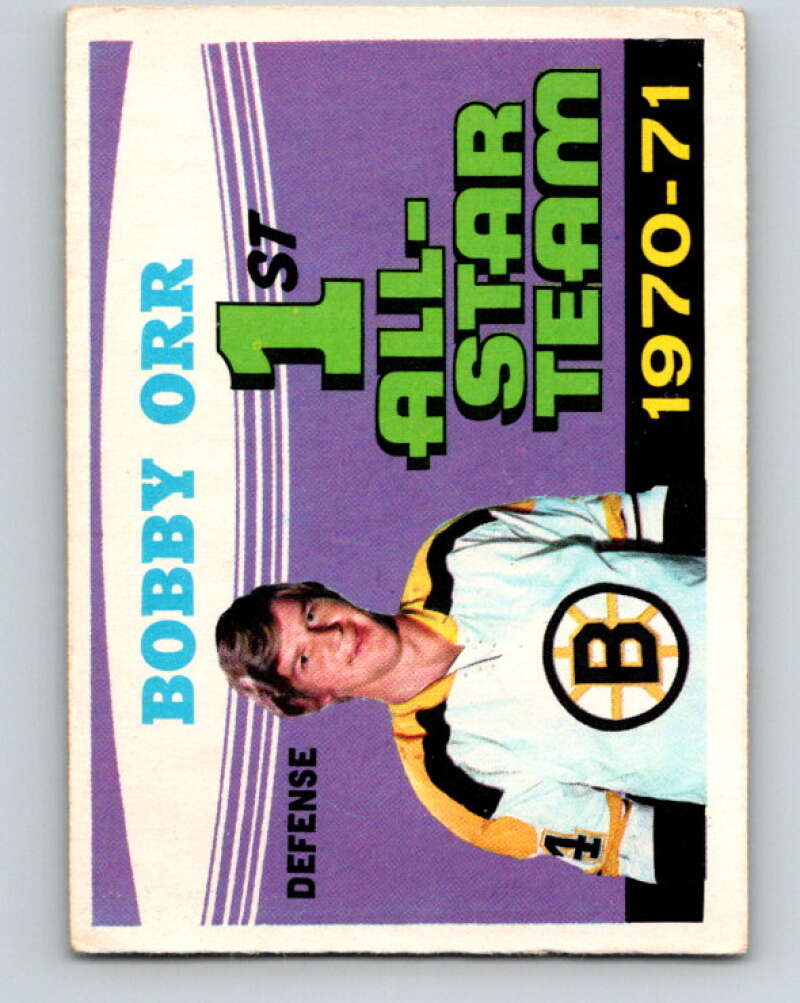 BOBBY ORR
1ST
ALL-
STAR
TEAM
1970-71
DEFENSE
B
4